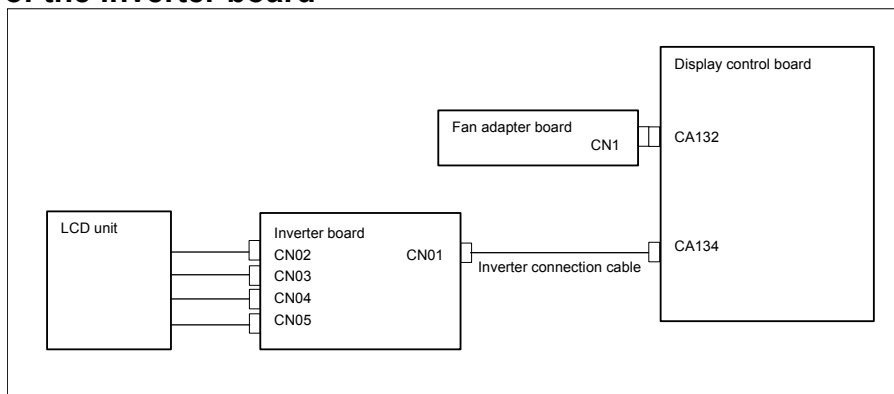 of the inverter board
Display control board
Fan adapter board
CN1
CA132
LCD unit
Inverter board
CN02
CN03
CN04
CN05
CN01
Inverter connection cable
CA134